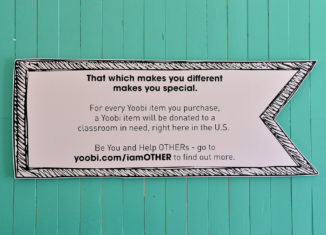 That which makes you different
makes you special.
For every Yoobi item you purchase,
a Yoobi item will be donated to a
classroom in need, right here in the U.S.
Be You and Help OTHERs - go to
yoobi.com/iamOTHER to find out more.